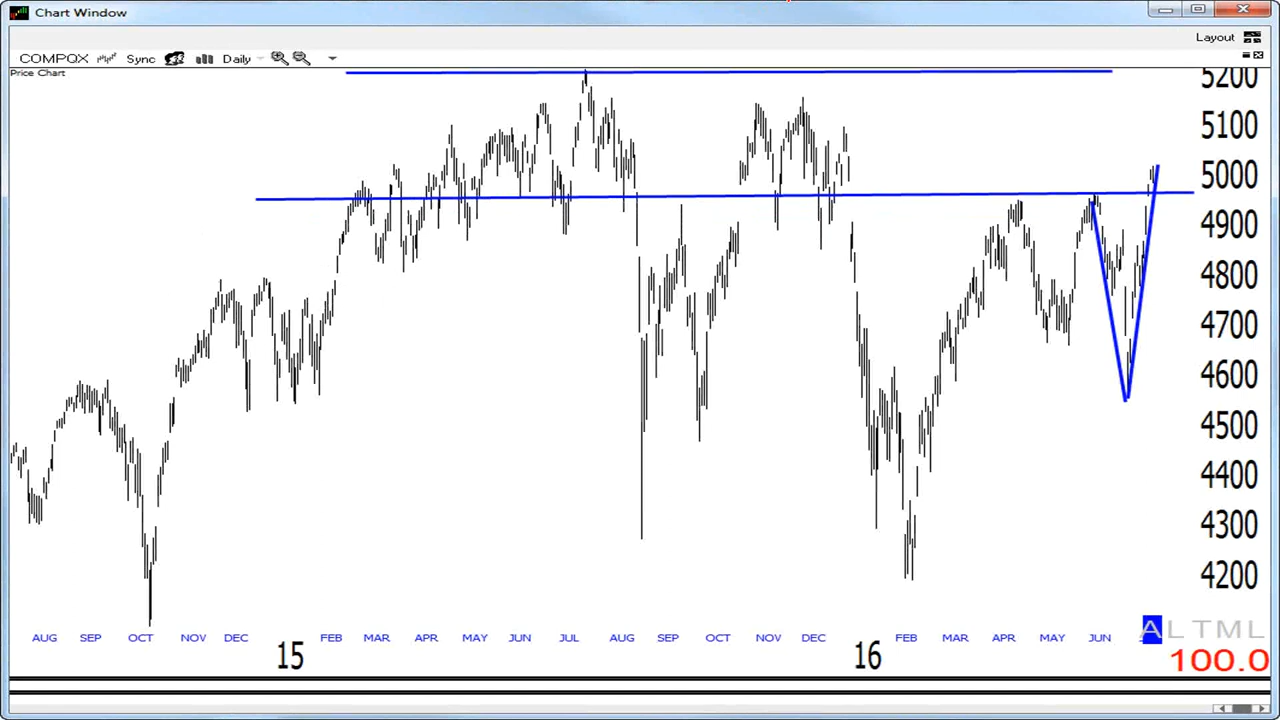 Chart Window
Layout
COMPQX Sync Daily
Price Chart
5200
5100
5000
4900
4800
4700
4600
4500
4400
4300
4200
AUG SEP OCT NOV DEC FEB MAR APR MAY JUN JUL AUG SEP OCT NOV DEC FEB MAR APR MAY JUN
15 16
ALTML
100.0